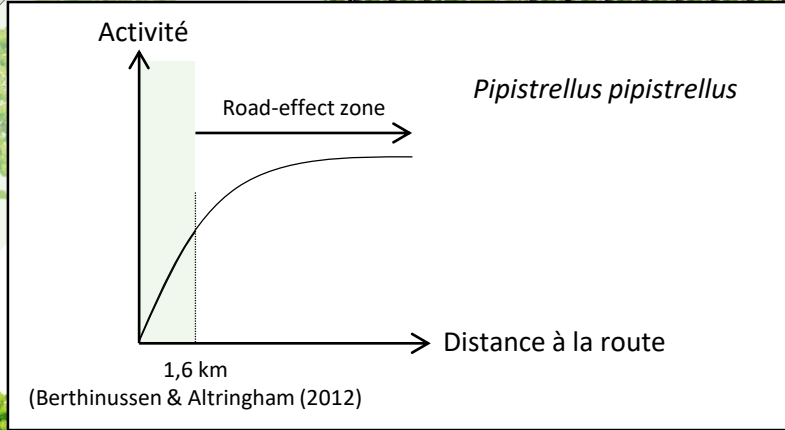 Activité
Pipistrellus pipistrellus
Road-effect zone
Distance à la route
1,6 km
(Berthinussen & Altringham (2012)